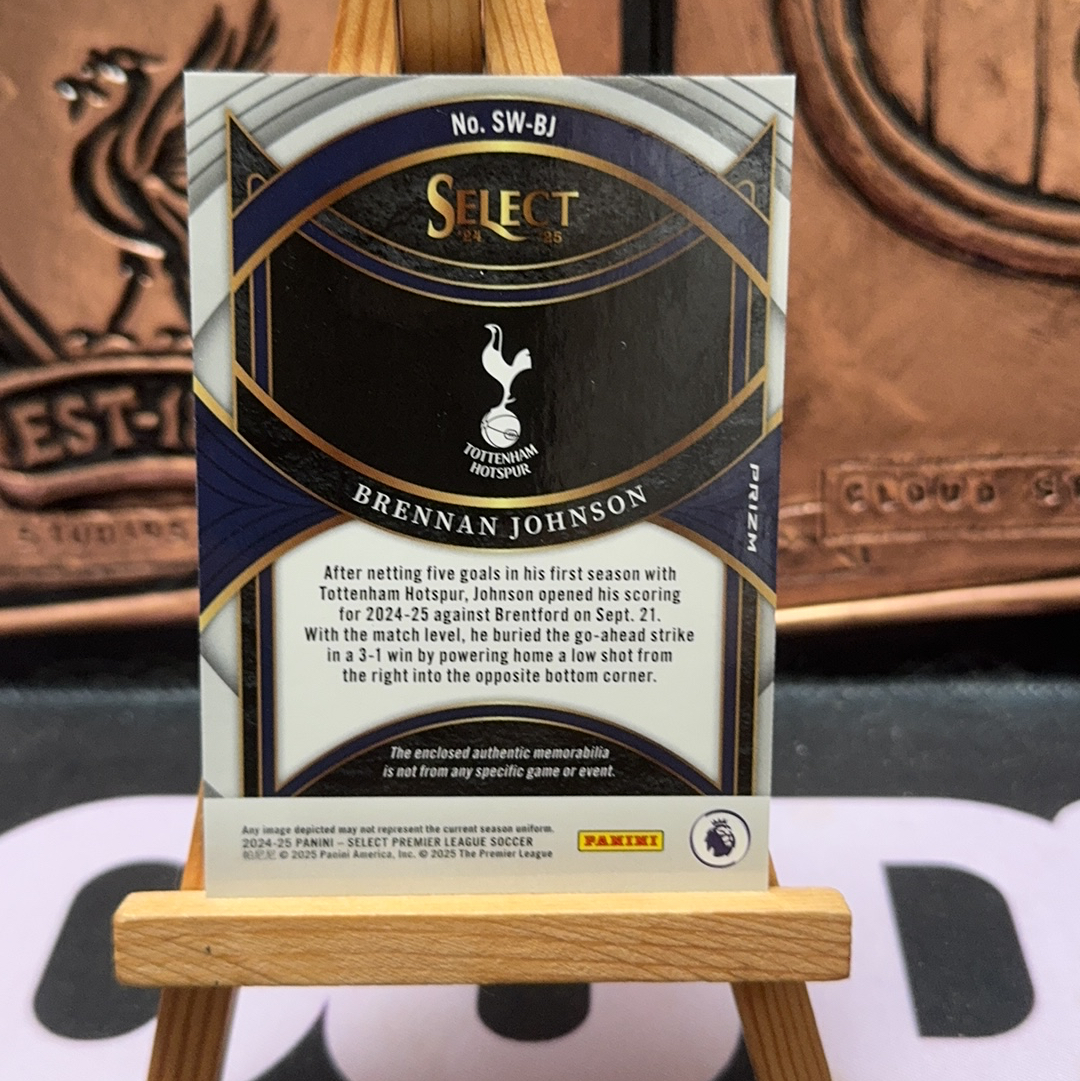 No. SW-BJ
SELECT
24 25
TOTTENHAM
HOTSPUR
BRENNAN JOHNSON
PRIZM
After netting five goals in his first season with
Tottenham Hotspur, Johnson opened his scoring
for 2024-25 against Brentford on Sept. 21.
With the match level, he buried the go-ahead strike
in a 3-1 win by powering home a low shot from
the right into the opposite bottom corner.
The enclosed authentic memorabilia
is not from any specific game or event.
Any image depicted may not represent the current season uniform.
2024-25 PANINI – SELECT PREMIER LEAGUE SOCCER
帕尼尼 © 2025 Panini America, Inc. © 2025 The Premier League
PANINI
EST-1
STUDIOS
CLOUD